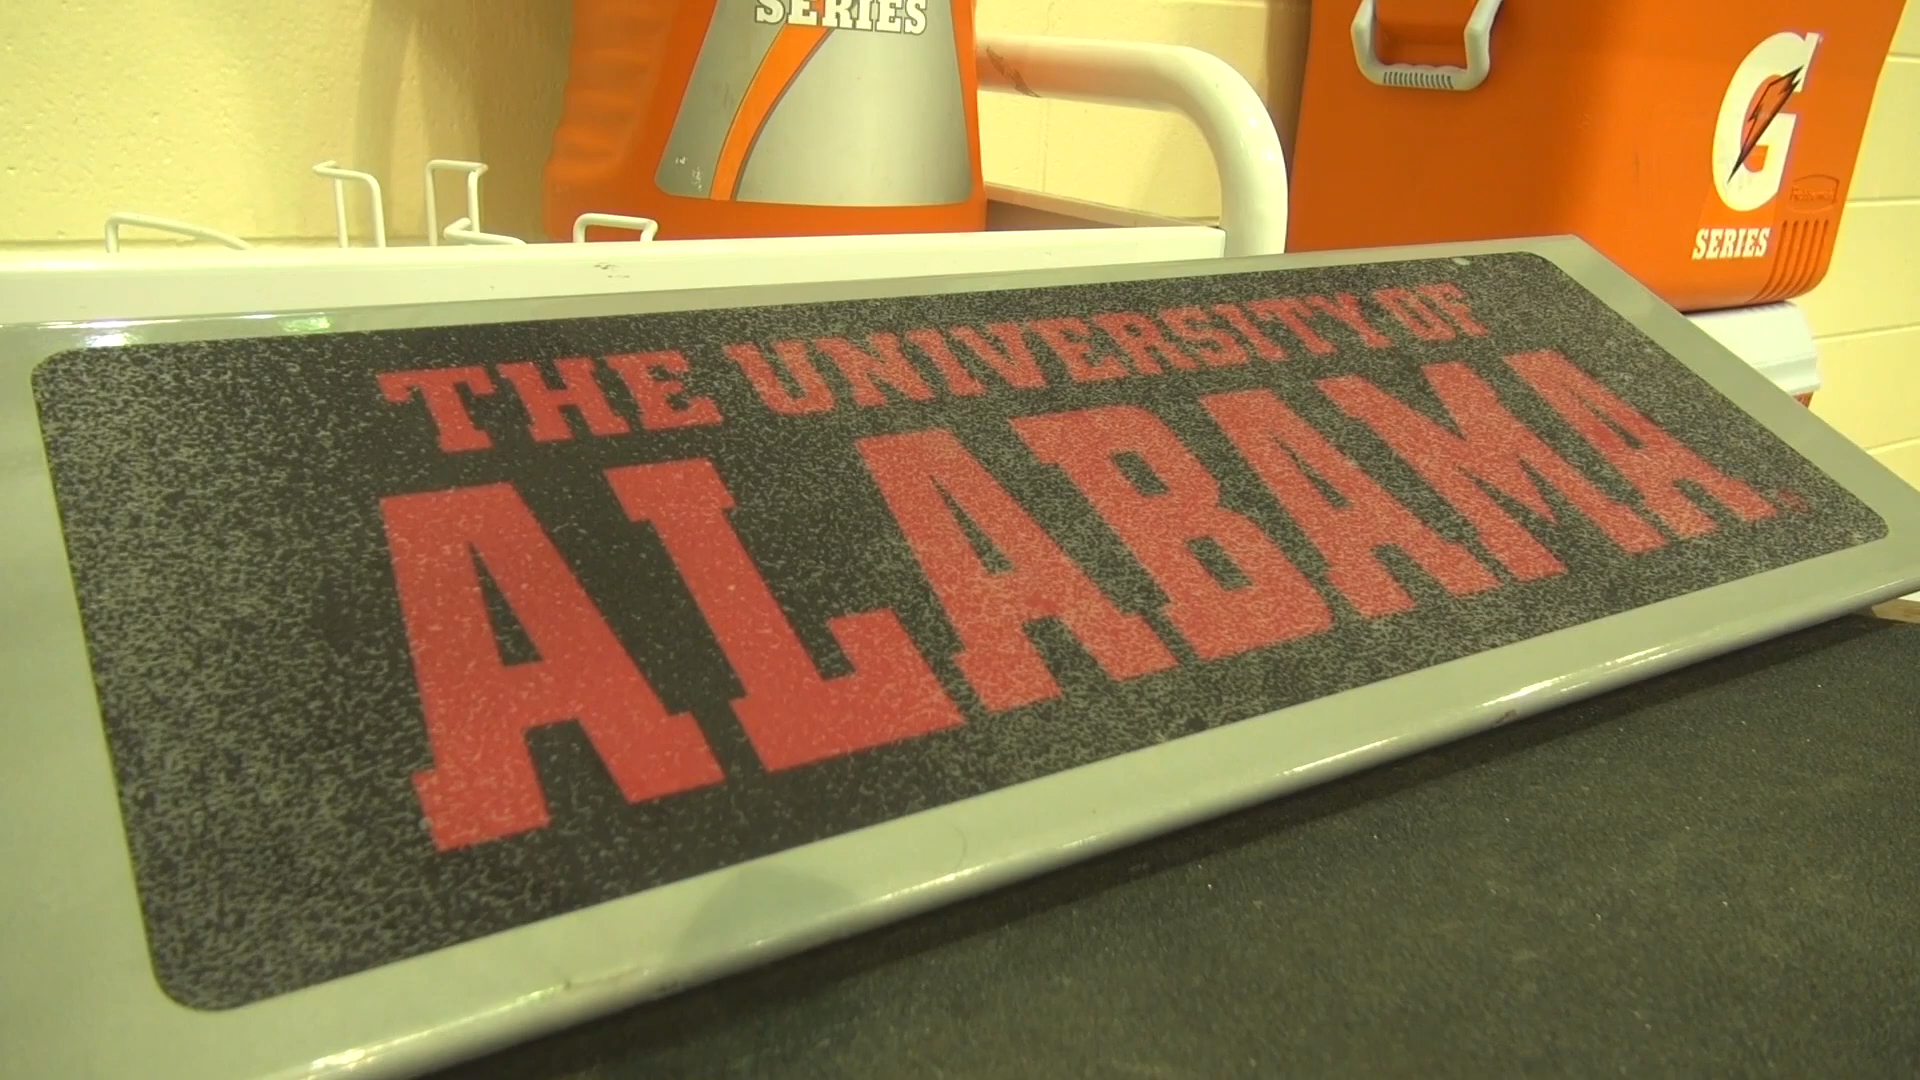 SERIES
G
SERIES
THE UNIVERSITY OF
ALABAMA